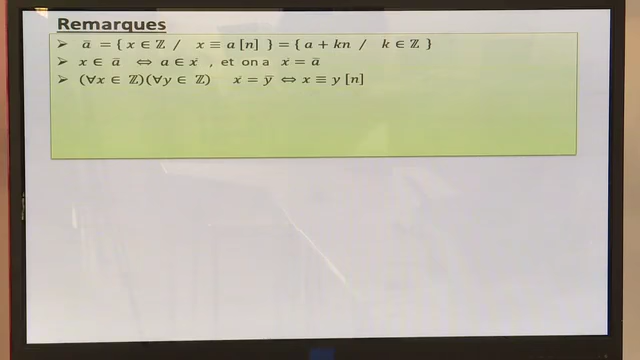 Remarques
➢ ā = { x ∈ ℤ / x ≡ a [n] } = { a + kn / k ∈ ℤ }
➢ x ∈ ā ⇔ a ∈ ẋ , et on a ẋ = ā
➢ (∀x ∈ ℤ)(∀y ∈ ℤ) ẋ = ȳ ⇔ x ≡ y [n]